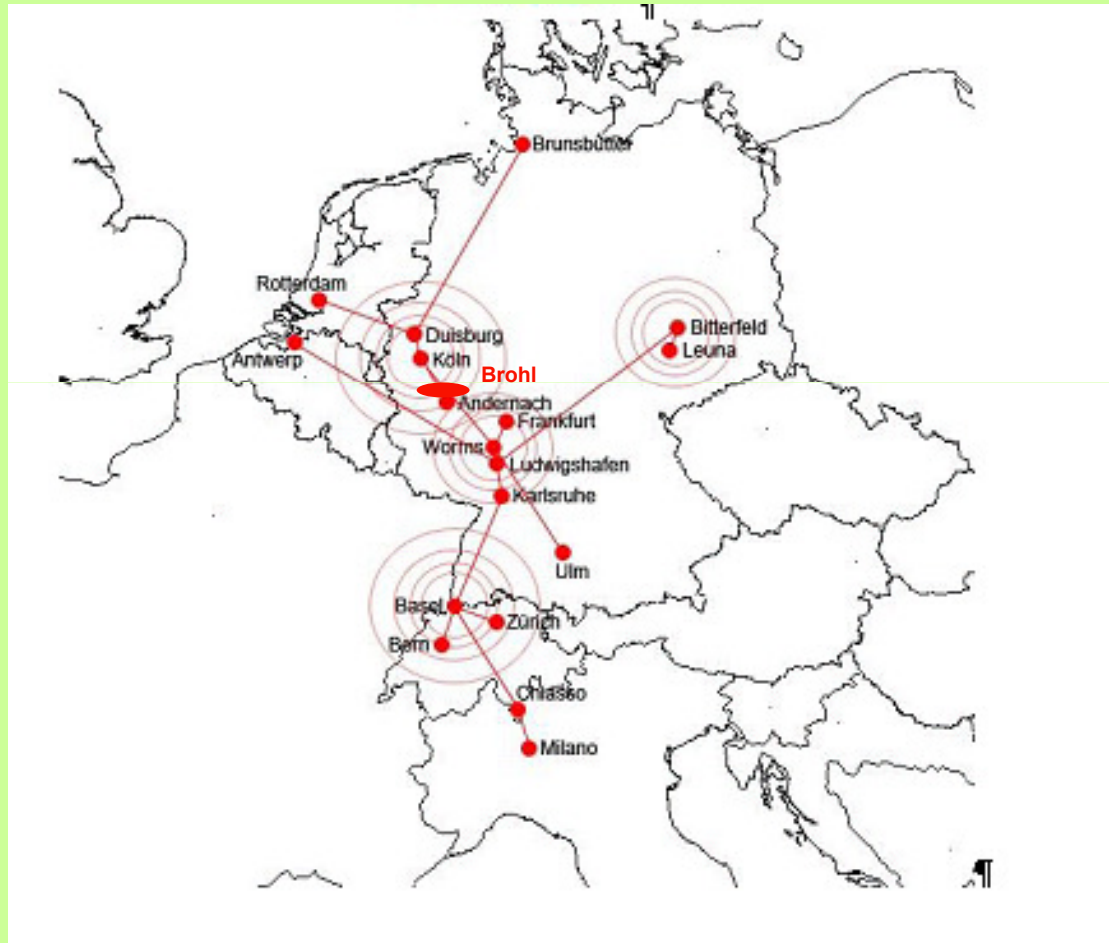 ¶
Brunsbüttel
Rotterdam
Duisburg
Bitterfeld
Antwerp
Köln
Leuna
Brohl
Andernach
Frankfurt
Worms
Ludwigshafen
Karlsruhe
Ulm
Basel
Zürich
Bern
Chiasso
Milano
¶